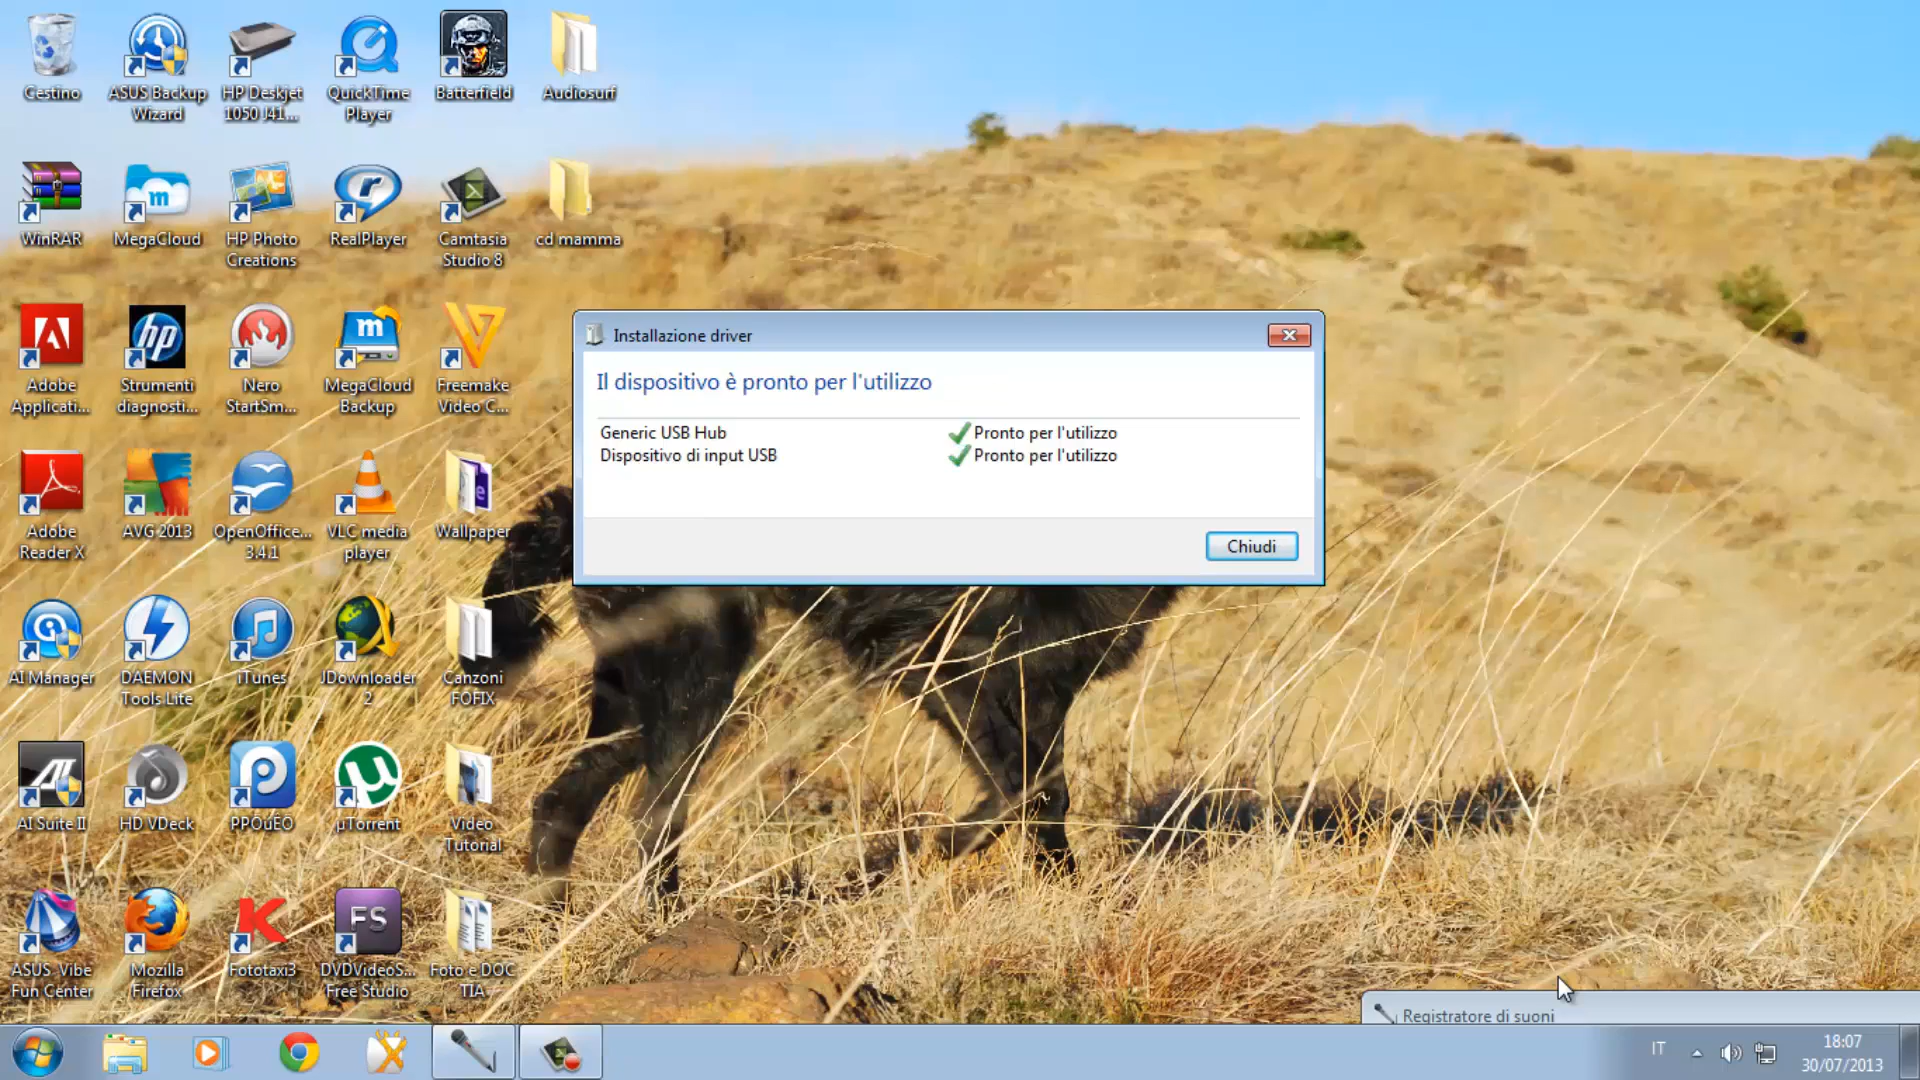 Cestino
ASUS Backup
Wizard
HP Deskjet
1050 J41...
QuickTime
Player
Batterfield
Audiosurf
WinRAR
MegaCloud
HP Photo
Creations
RealPlayer
Camtasia
Studio 8
cd mamma
Adobe
Applicati...
Strumenti
diagnosti...
Nero
StartSm...
MegaCloud
Backup
Freemake
Video C...
Adobe
Reader X
AVG 2013
OpenOffice...
3.4.1
VLC media
player
Wallpaper
AI Manager
DAEMON
Tools Lite
iTunes
JDownloader
2
Canzoni
FOFIX
AI Suite II
HD VDeck
PPÓúÉÒ
µTorrent
Video
Tutorial
ASUS Vibe
Fun Center
Mozilla
Firefox
Fototaxi3
DVDVideoS...
Free Studio
Foto e DOC
TIA
Installazione driver
Il dispositivo è pronto per l'utilizzo
Generic USB Hub Pronto per l'utilizzo
Dispositivo di input USB Pronto per l'utilizzo
Chiudi
Registratore di suoni
IT
18:07
30/07/2013